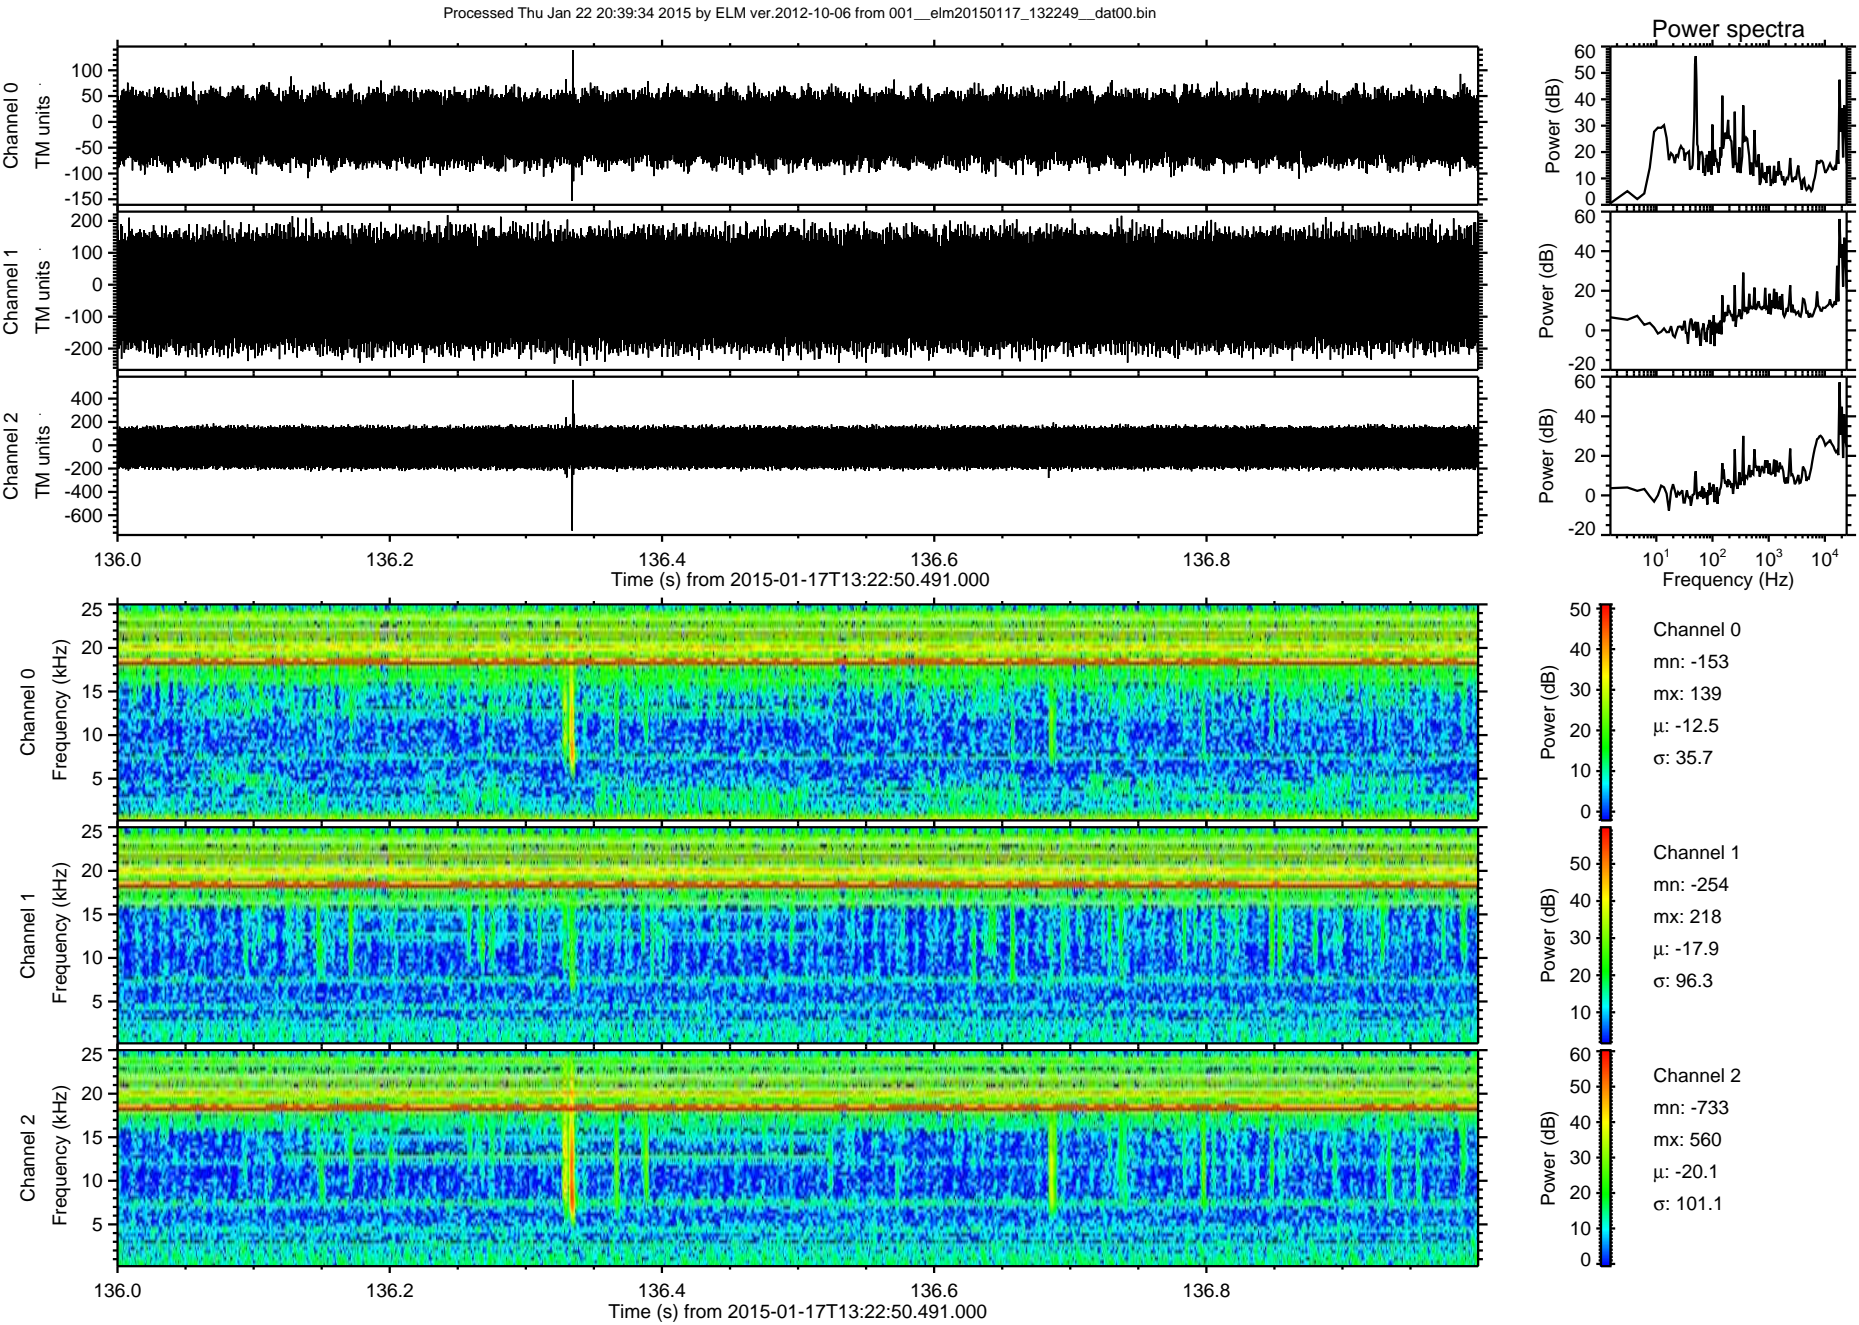 Processed Thu Jan 22 20:39:34 2015 by ELM ver.2012-10-06 from 001__elm20150117_132249__dat00.bin
Power spectra
Channel 0
TM units
100
50
0
-50
-100
-150
Power (dB)
60
50
40
30
20
10
0
Channel 1
TM units
200
100
0
-100
-200
Power (dB)
60
40
20
0
-20
Channel 2
TM units
400
200
0
-200
-400
-600
Power (dB)
60
40
20
0
-20
136.0 136.2 136.4 136.6 136.8
Time (s) from 2015-01-17T13:22:50.491.000
10¹ 10² 10³ 10⁴
Frequency (Hz)
Channel 0
Frequency (kHz)
25
20
15
10
5
Power (dB)
50
40
30
20
10
0
Channel 0
mn: -153
mx: 139
μ: -12.5
σ: 35.7
Channel 1
Frequency (kHz)
25
20
15
10
5
Power (dB)
50
40
30
20
10
Channel 1
mn: -254
mx: 218
μ: -17.9
σ: 96.3
Channel 2
Frequency (kHz)
25
20
15
10
5
Power (dB)
60
50
40
30
20
10
0
Channel 2
mn: -733
mx: 560
μ: -20.1
σ: 101.1
136.0 136.2 136.4 136.6 136.8
Time (s) from 2015-01-17T13:22:50.491.000